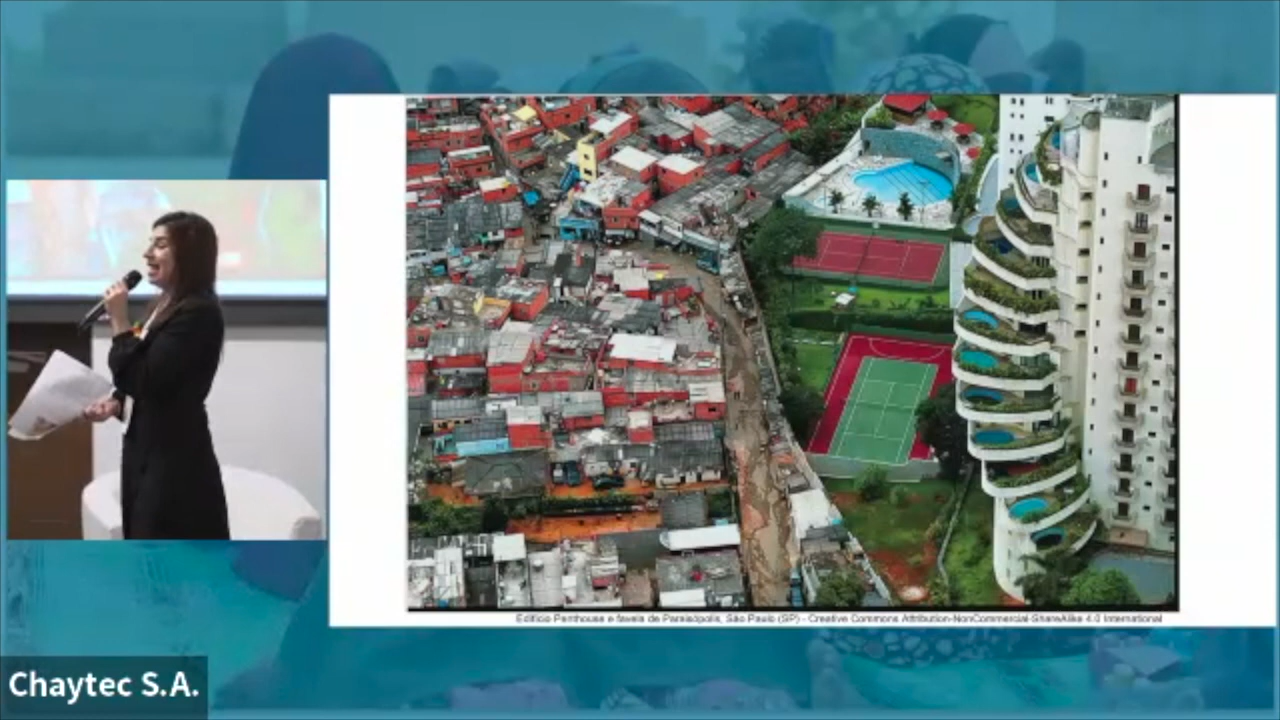 Edifício Penthouse e favela de Paraisópolis, São Paulo (SP) - Creative Commons Attribution-NonCommercial-ShareAlike 4.0 International
Chaytec S.A.